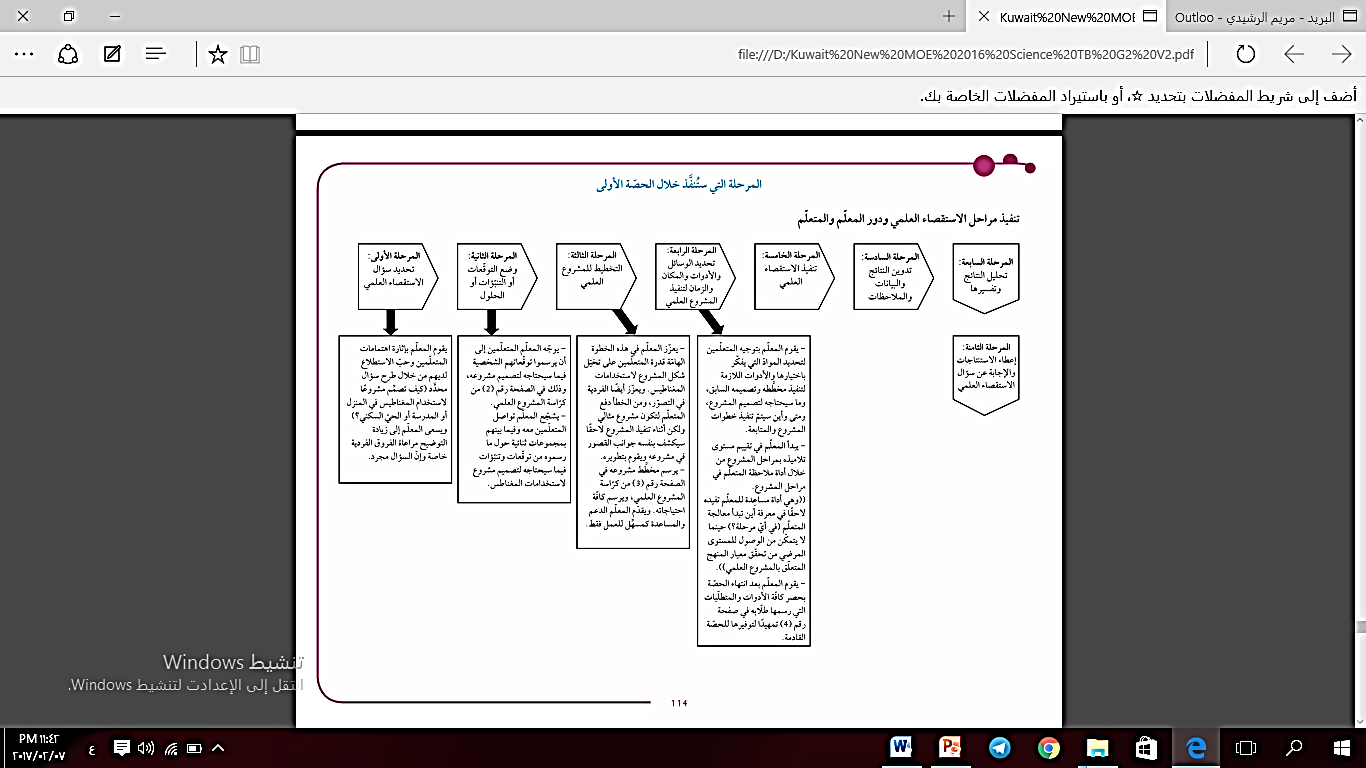 البريد - مريم الرشيدي - Outloo
Kuwait%20New%20MOE
file:///D:/Kuwait%20New%20MOE%202016%20Science%20TB%20G2%20V2.pdf
أضف إلى شريط المفضلات بتحديد ☆، أو باستيراد المفضلات الخاصة بك.
المرحلة التي ستُنفَّذ خلال الحصّة الأولى
تنفيذ مراحل الاستقصاء العلمي ودور المعلّم والمتعلّم
المرحلة الأولى:
تحديد سؤال
الاستقصاء العلمي
المرحلة الثانية:
وضع التوقّعات
أو التنبّؤات أو
الحلول
المرحلة الثالثة:
التخطيط للمشروع
العلمي
المرحلة الرابعة:
تحديد الوسائل
والأدوات والمكان
والزمان لتنفيذ
المشروع العلمي
المرحلة الخامسة:
تنفيذ الاستقصاء
العلمي
المرحلة السادسة:
تدوين النتائج
والبيانات
والملاحظات
المرحلة السابعة:
تحليل النتائج
وتفسيرها
المرحلة الثامنة:
إعطاء الاستنتاجات
والإجابة عن سؤال
الاستقصاء العلمي
يقوم المعلّم بإثارة اهتمامات
المتعلّمين وحبّ الاستطلاع
لديهم من خلال طرح سؤال
محدّد (كيف تصمّم مشروعًا
لاستخدام المغناطيس في المنزل
أو المدرسة أو الحيّ السكني؟)
ويسعى المعلّم إلى زيادة
التوضيح مراعاة الفروق الفردية
خاصة وإنّ السؤال مجرد.
– يوجّه المعلّم المتعلّمين إلى
أن يرسموا توقّعاتهم الشخصية
فيما سيحتاجه لتصميم مشروعه،
وذلك في الصفحة رقم (2) من
كرّاسة المشروع العلمي.
– يشجّع المعلّم تواصل
المتعلّمين معه وفيما بينهم
بمجموعات ثنائية حول ما
رسموه من توقّعات وتنبّؤات
فيما سيحتاجه لتصميم مشروع
لاستخدامات المغناطس.
– يعزّز المعلّم في هذه الخطوة
الهامّة قدرة المتعلّمين على تخيّل
شكل المشروع لاستخدامات
المغناطيس. ويعزّز أيضًا الفردية
في التصوّر، ومن الخطأ دفع
المتعلّم لتكون مشروع مثالي
ولكن أثناء تنفيذ المشروع لاحقًا
سيكشف بنفسه جوانب القصور
في مشروعه ويقوم بتطويره.
– يرسم مخطّط مشروعه في
الصفحة رقم (3) من كرّاسة
المشروع العلمي، ويرسم كافّة
احتياجاته. ويقدّم المعلّم الدعم
والمساعدة كمسهّل للعمل فقط.
– يقوم المعلّم بتوجيه المتعلّمين
لتحديد الموادّ التي يفكّر
باختيارها والأدوات اللازمة
لتنفيذ مخطّطه وتصميمه السابق،
وما سيحتاجه لتصميم المشروع،
ومتى وأين سيتمّ تنفيذ خطوات
المشروع والمتابعة.
– يبدأ المعلّم في تقييم مستوى
تلاميذه بمراحل المشروع من
خلال أداة ملاحظة المتعلّم في
مراحل المشروع.
((وهي أداة مساعدة للمعلّم تفيده
لاحقًا في معرفة أين تبدأ معالجة
المتعلّم (في أيّ مرحلة؟) حينما
لا يتمكّن من الوصول للمستوى
المرضي من تحقّق معيار المنهج
المتعلّق بالمشروع العلمي)).
– يقوم المعلّم بعد انتهاء الحصّة
بحصر كافّة الأدوات والمتطلّبات
التي رسمها طلّابه في صفحة
رقم (4) تمهيدًا لتوفيرها للحصّة
القادمة.
114
تنشيط Windows
انتقل إلى الإعدادت لتنشيط Windows.
١١:٤٢ PM
٢٠١٧/٠٢/٠٧
ع